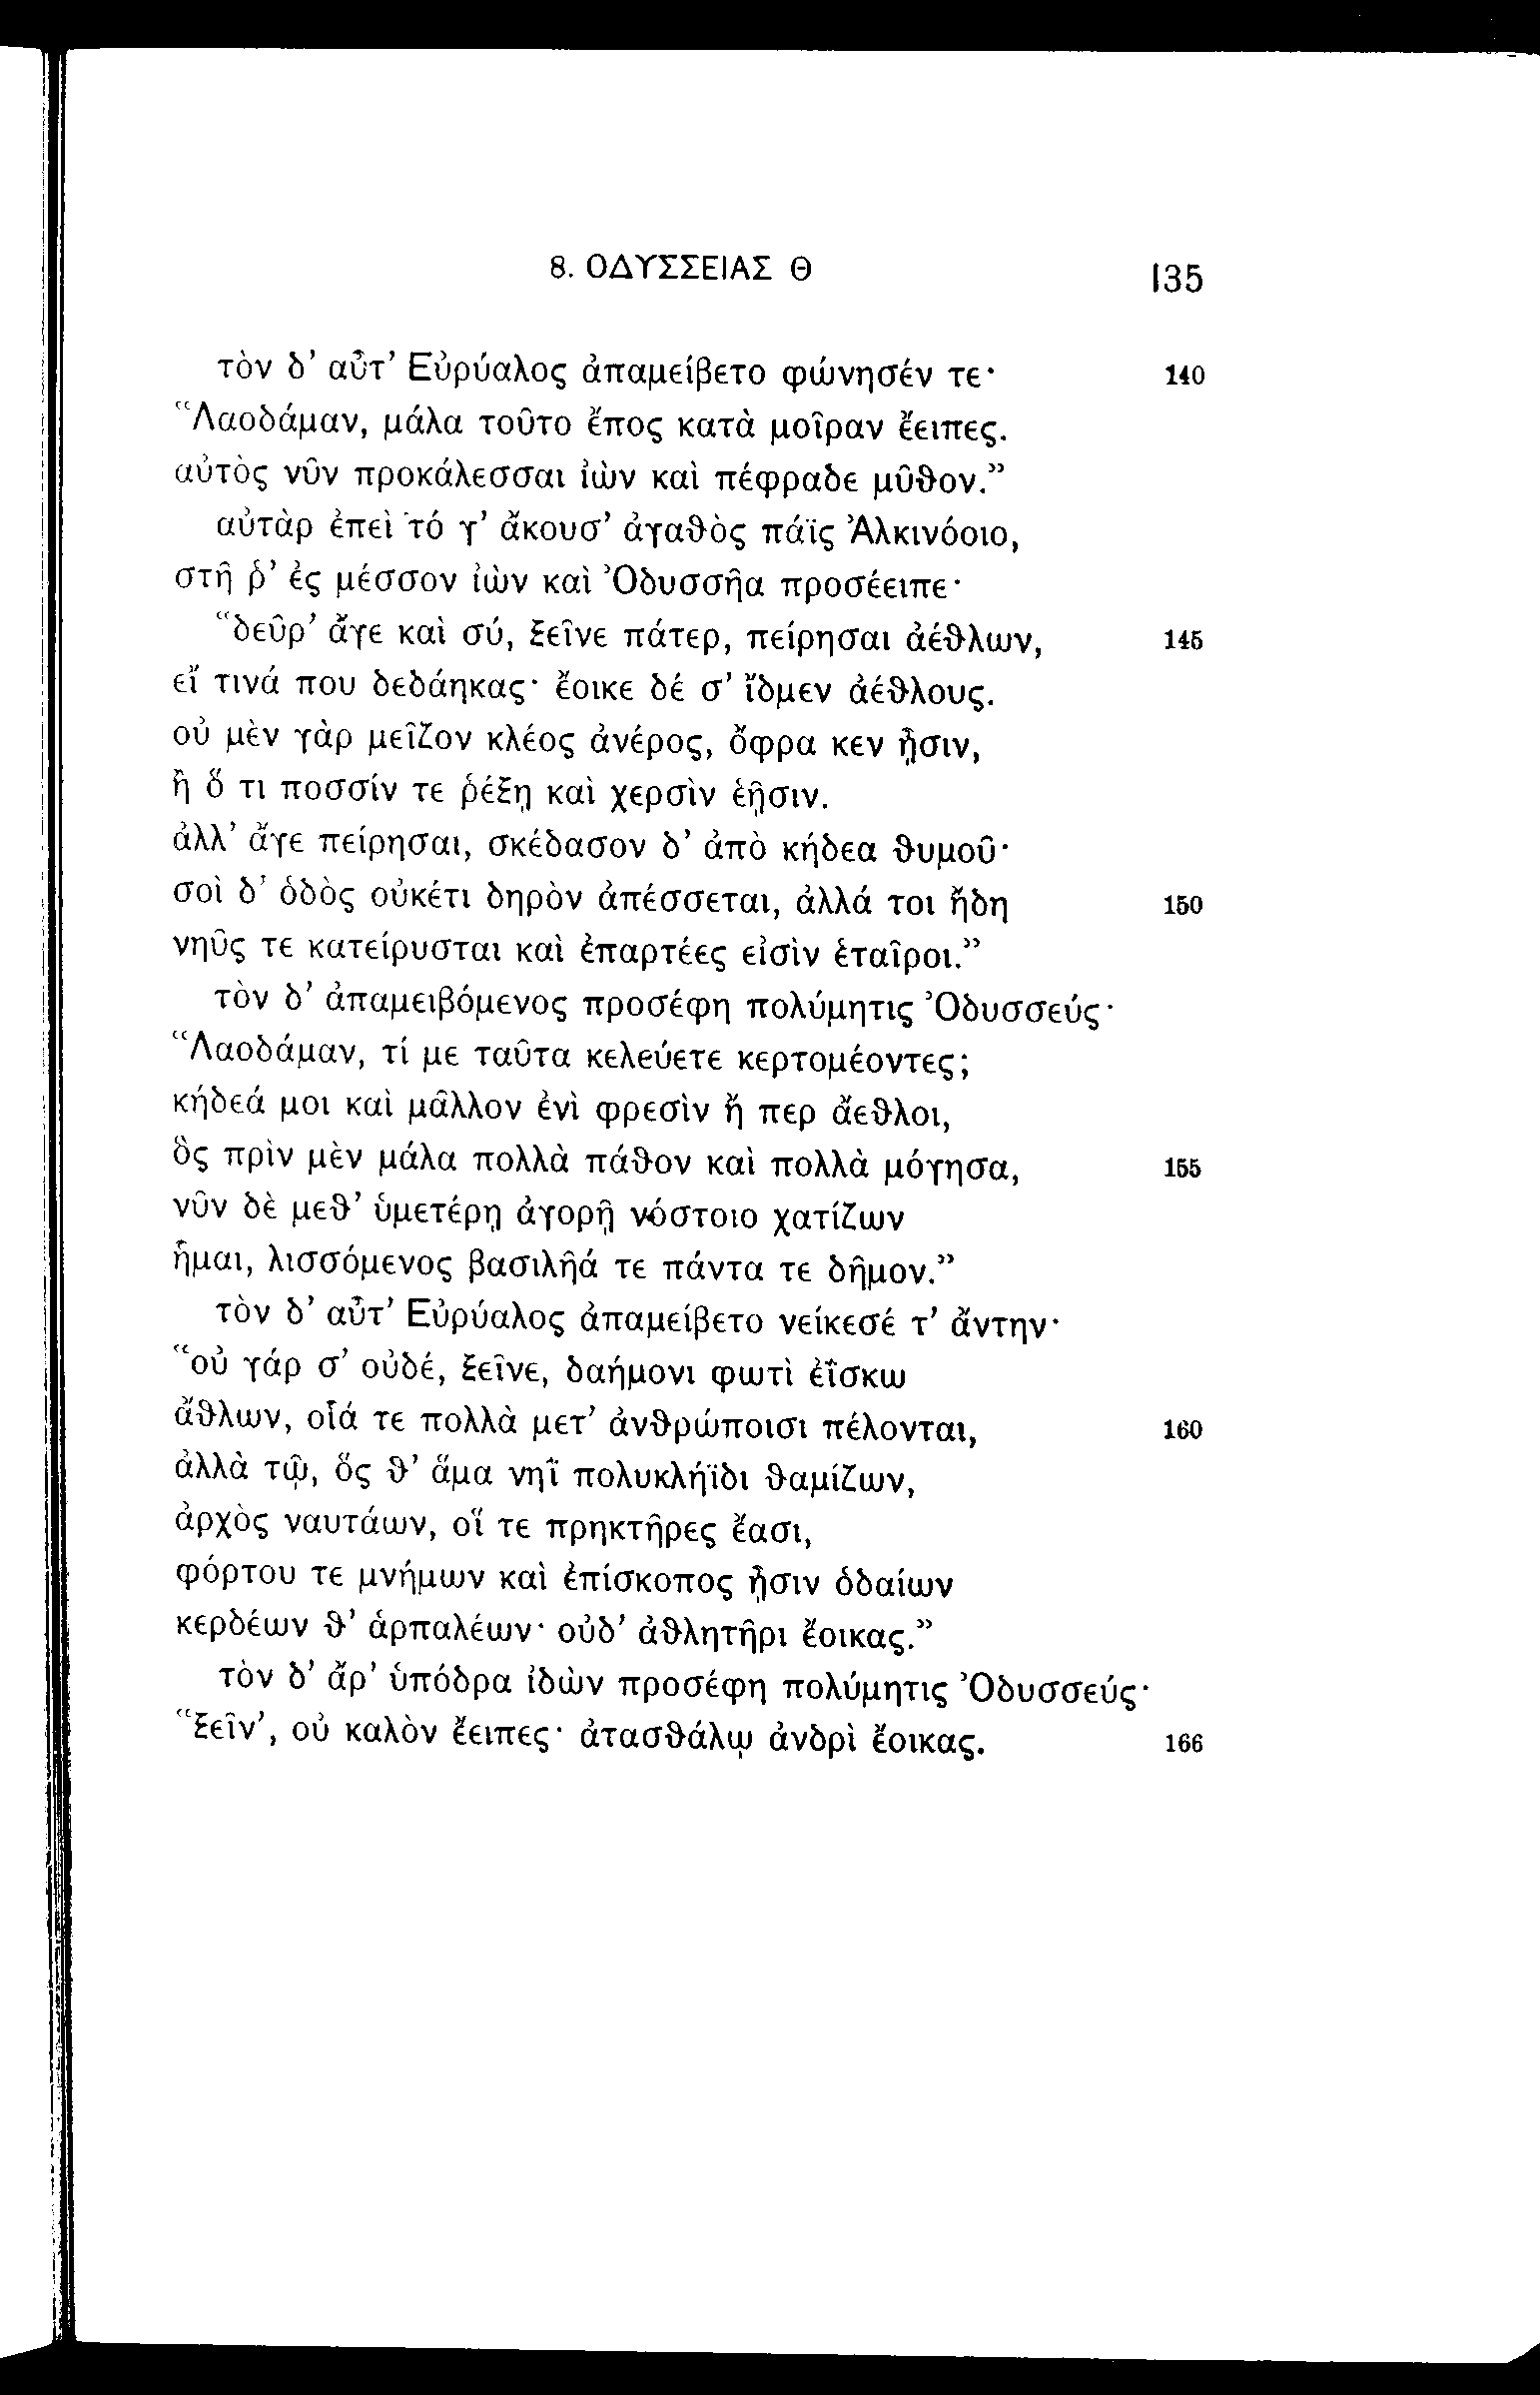 8. ΟΔΥΣΣΕΙΑΣ Θ 135
τὸν δ’ αὖτ’ Εὐρύαλος ἀπαμείβετο φώνησέν τε· 140
“Λαοδάμαν, μάλα τοῦτο ἔπος κατὰ μοῖραν ἔειπες.
αὐτὸς νῦν προκάλεσσαι ἰὼν καὶ πέφραδε μῦϑον.”
αὐτὰρ ἐπεὶ τό γ’ ἄκουσ’ ἀγαϑὸς πάϊς Ἀλκινόοιο,
στῆ ῥ’ ἐς μέσσον ἰὼν καὶ Ὀδυσσῆα προσέειπε·
“δεῦρ’ ἄγε καὶ σύ, ξεῖνε πάτερ, πείρησαι ἀέϑλων, 145
εἴ τινά που δεδάηκας· ἔοικε δέ σ’ ἴδμεν ἀέϑλους.
οὐ μὲν γὰρ μεῖζον κλέος ἀνέρος, ὄφρα κεν ᾖσιν,
ἢ ὅ τι ποσσίν τε ῥέξῃ καὶ χερσὶν ἑῇσιν.
ἀλλ’ ἄγε πείρησαι, σκέδασον δ’ ἀπὸ κήδεα ϑυμοῦ·
σοὶ δ’ ὁδὸς οὐκέτι δηρὸν ἀπέσσεται, ἀλλά τοι ἤδη 150
νηῦς τε κατείρυσται καὶ ἐπαρτέες εἰσὶν ἑταῖροι.”
τὸν δ’ ἀπαμειβόμενος προσέφη πολύμητις Ὀδυσσεύς·
“Λαοδάμαν, τί με ταῦτα κελεύετε κερτομέοντες;
κήδεά μοι καὶ μᾶλλον ἐνὶ φρεσὶν ἤ περ ἄεϑλοι,
ὃς πρὶν μὲν μάλα πολλὰ πάϑον καὶ πολλὰ μόγησα, 155
νῦν δὲ μεϑ’ ὑμετέρῃ ἀγορῇ νόστοιο χατίζων
ἧμαι, λισσόμενος βασιλῆά τε πάντα τε δῆμον.”
τὸν δ’ αὖτ’ Εὐρύαλος ἀπαμείβετο νείκεσέ τ’ ἄντην·
“οὐ γάρ σ’ οὐδέ, ξεῖνε, δαήμονι φωτὶ ἐΐσκω
ἄϑλων, οἷά τε πολλὰ μετ’ ἀνϑρώποισι πέλονται, 160
ἀλλὰ τῷ, ὅς ϑ’ ἅμα νηῒ πολυκλήϊδι ϑαμίζων,
ἀρχὸς ναυτάων, οἵ τε πρηκτῆρες ἔασι,
φόρτου τε μνήμων καὶ ἐπίσκοπος ᾖσιν ὁδαίων
κερδέων ϑ’ ἁρπαλέων· οὐδ’ ἀϑλητῆρι ἔοικας.”
τὸν δ’ ἄρ’ ὑπόδρα ἰδὼν προσέφη πολύμητις Ὀδυσσεύς·
“ξεῖν’, οὐ καλὸν ἔειπες· ἀτασϑάλῳ ἀνδρὶ ἔοικας. 166